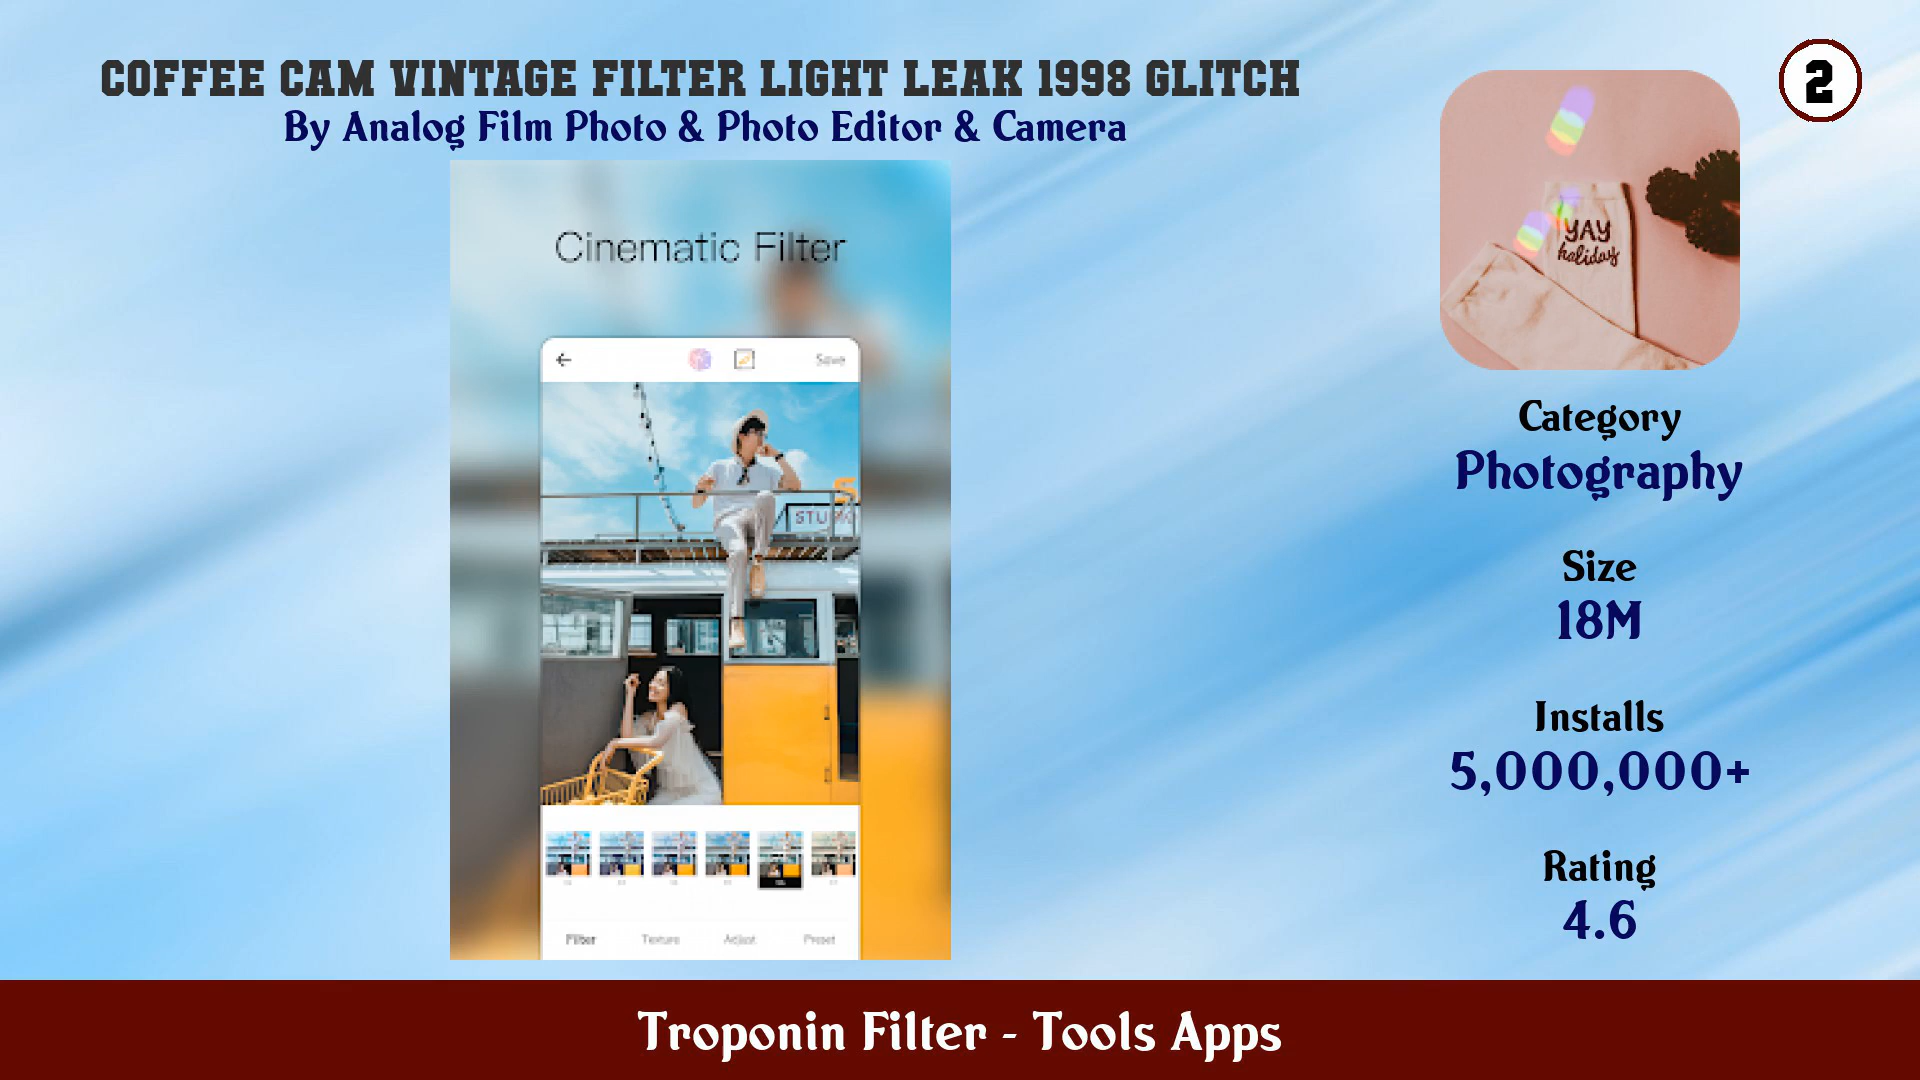 COFFEE CAM VINTAGE FILTER LIGHT LEAK 1998 GLITCH
By Analog Film Photo & Photo Editor & Camera
2
Cinematic Filter
Save
STUDIO
Filter
Texture
Adjust
Preset
YAY
holiday
Category
Photography
Size
18M
Installs
5,000,000+
Rating
4.6
Troponin Filter - Tools Apps